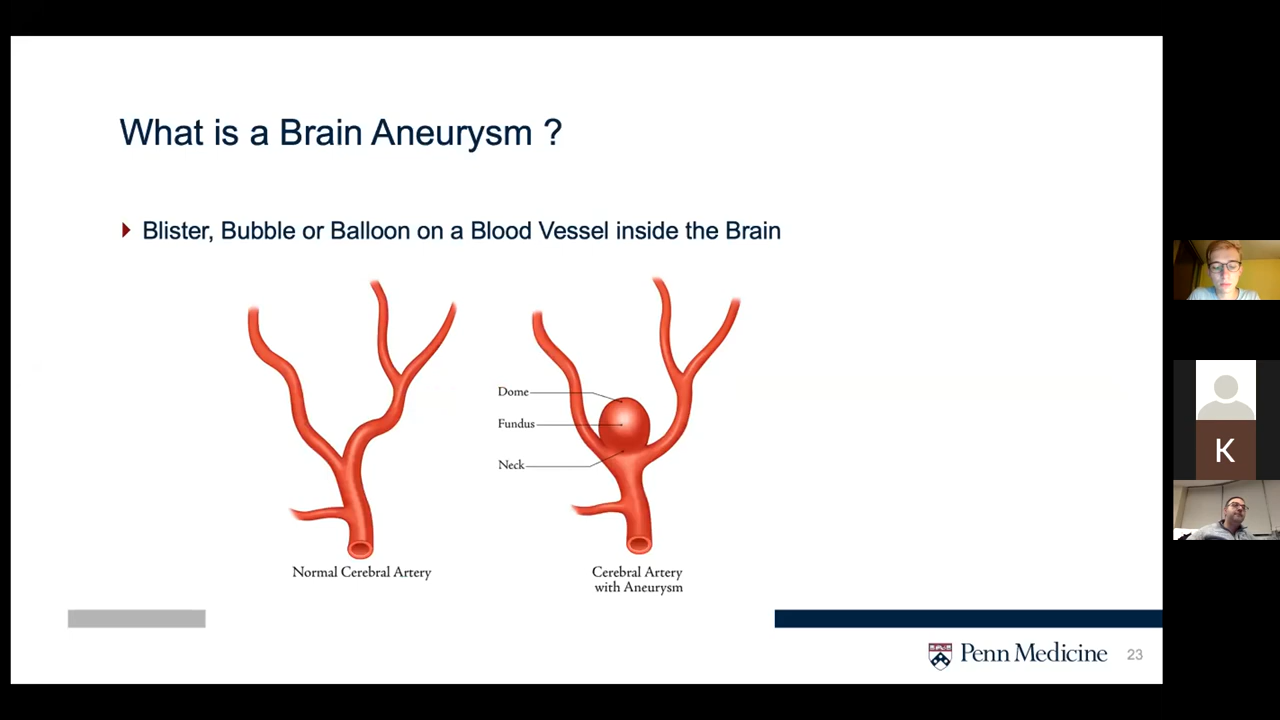 What is a Brain Aneurysm ?
Blister, Bubble or Balloon on a Blood Vessel inside the Brain
Dome
Fundus
Neck
Normal Cerebral Artery
Cerebral Artery
with Aneurysm
Penn Medicine
23
K